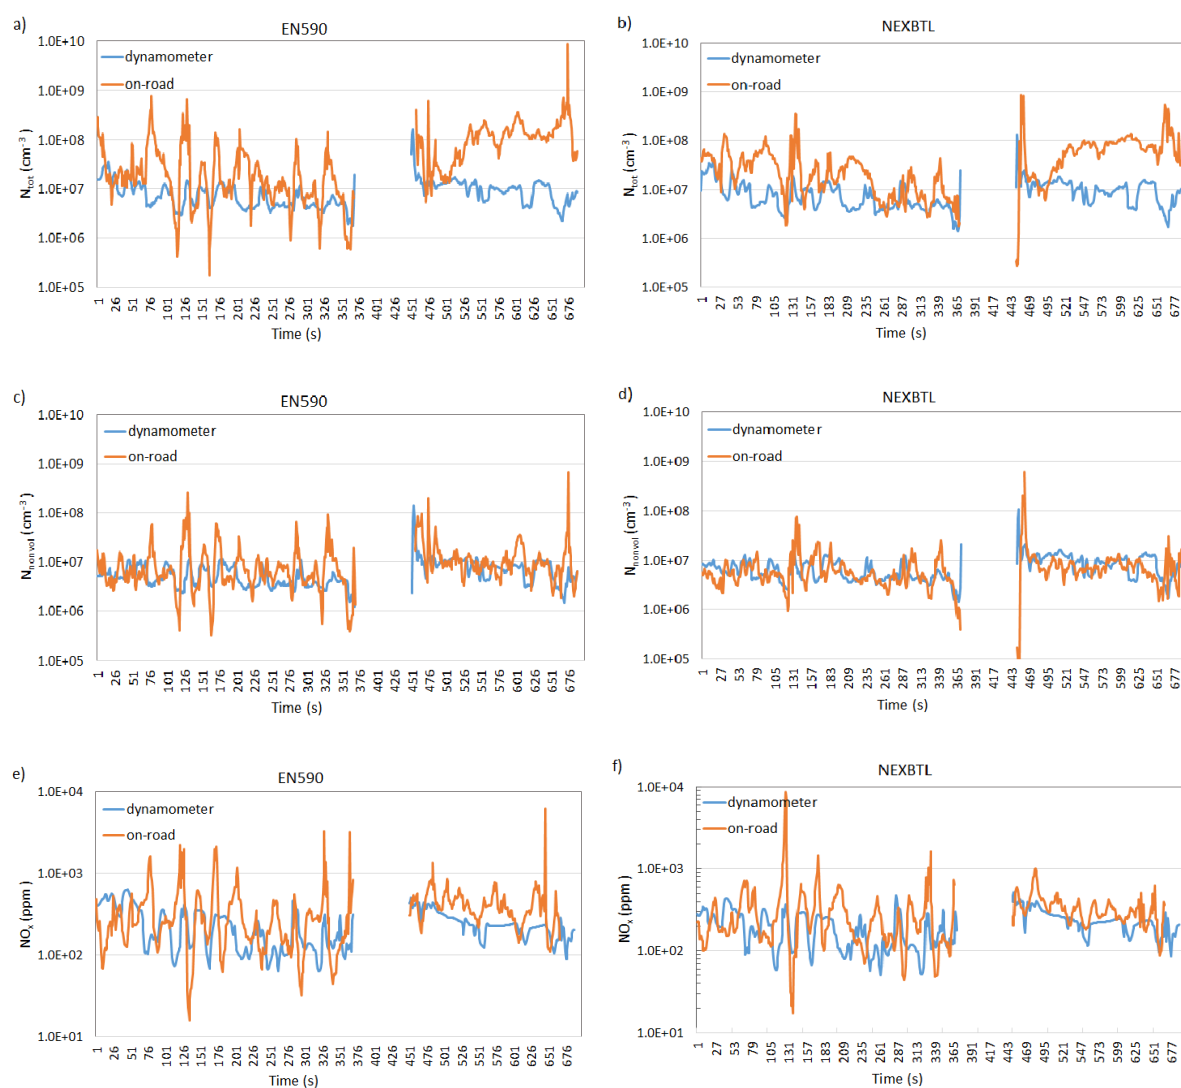 a)
EN590
1.0E+10
dynamometer
1.0E+09
on-road
1.0E+08
1.0E+07
1.0E+06
1.0E+05
Ntot (cm-3)
1 26 51 76 101 126 151 176 201 226 251 276 301 326 351 376 401 426 451 476 501 526 551 576 601 626 651 676
Time (s)
b)
NEXBTL
1.0E+10
dynamometer
1.0E+09
on-road
1.0E+08
1.0E+07
1.0E+06
1.0E+05
Ntot (cm-3)
1 27 53 79 105 131 157 183 209 235 261 287 313 339 365 391 417 443 469 495 521 547 573 599 625 651 677
Time (s)
c)
EN590
1.0E+10
dynamometer
1.0E+09
on-road
1.0E+08
1.0E+07
1.0E+06
1.0E+05
Nnonvol (cm-3)
1 26 51 76 101 126 151 176 201 226 251 276 301 326 351 376 401 426 451 476 501 526 551 576 601 626 651 676
Time (s)
d)
NEXBTL
1.0E+10
dynamometer
1.0E+09
on-road
1.0E+08
1.0E+07
1.0E+06
1.0E+05
Nnonvol (cm-3)
1 27 53 79 105 131 157 183 209 235 261 287 313 339 365 391 417 443 469 495 521 547 573 599 625 651 677
Time (s)
e)
EN590
1.0E+04
dynamometer
on-road
1.0E+03
1.0E+02
1.0E+01
NOx (ppm)
1 26 51 76 101 126 151 176 201 226 251 276 301 326 351 376 401 426 451 476 501 526 551 576 601 626 651 676
Time (s)
f)
NEXBTL
1.0E+04
dynamometer
on-road
1.0E+03
1.0E+02
1.0E+01
NOx (ppm)
1 27 53 79 105 131 157 183 209 235 261 287 313 339 365 391 417 443 469 495 521 547 573 599 625 651 677
Time (s)